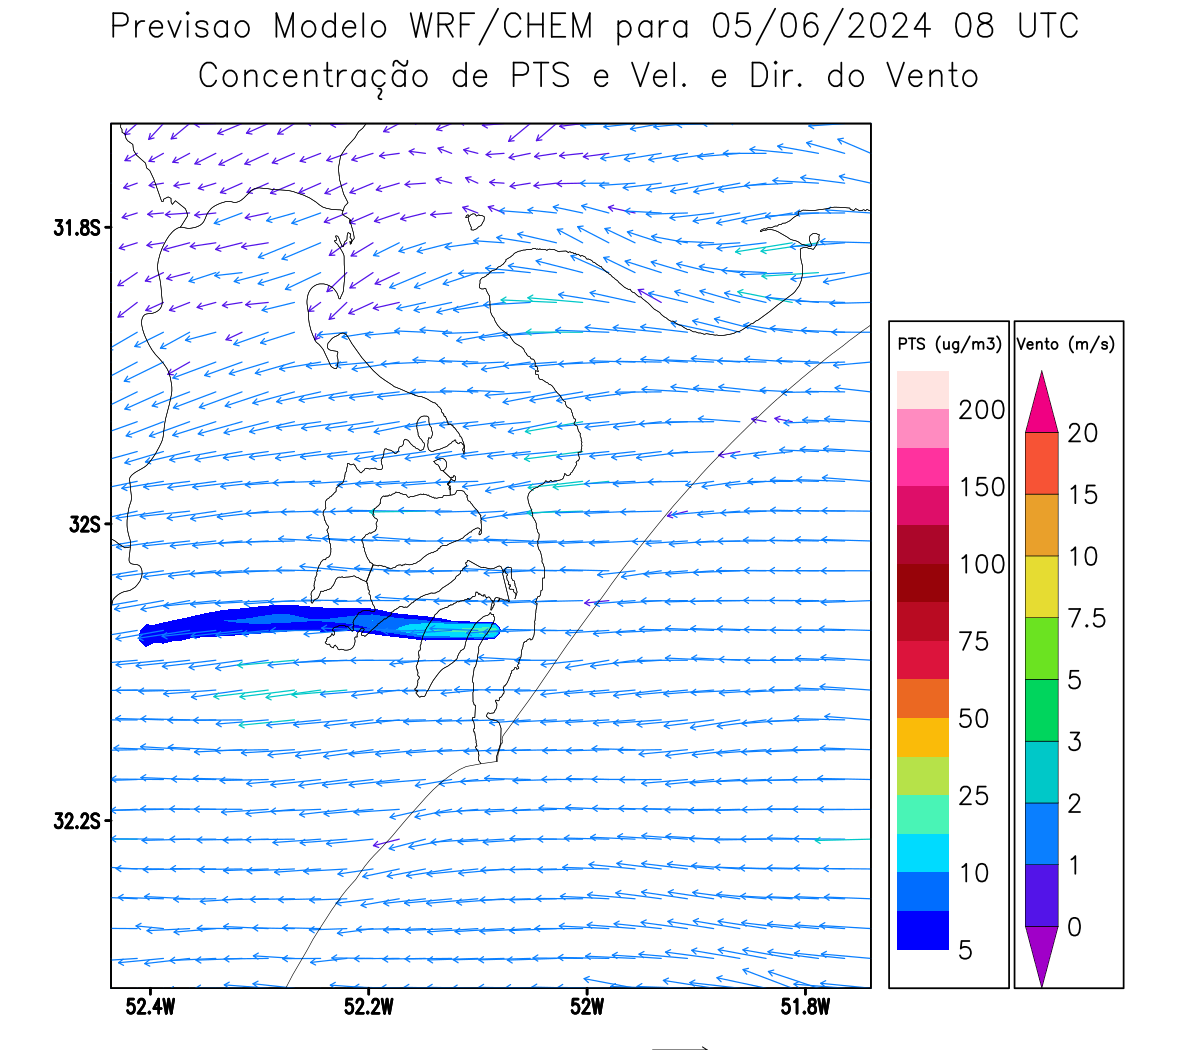 Previsao Modelo WRF/CHEM para 05/06/2024 08 UTC
Concentração de PTS e Vel. e Dir. do Vento
31.8S
32S
32.2S
52.4W 52.2W 52W 51.8W
PTS (ug/m3)
200
150
100
75
50
25
10
5
Vento (m/s)
20
15
10
7.5
5
3
2
1
0